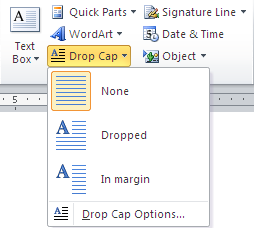 Quick Parts
Signature Line
Text
Box
WordArt
Date & Time
Drop Cap
Object
5
None
Dropped
In margin
Drop Cap Options...